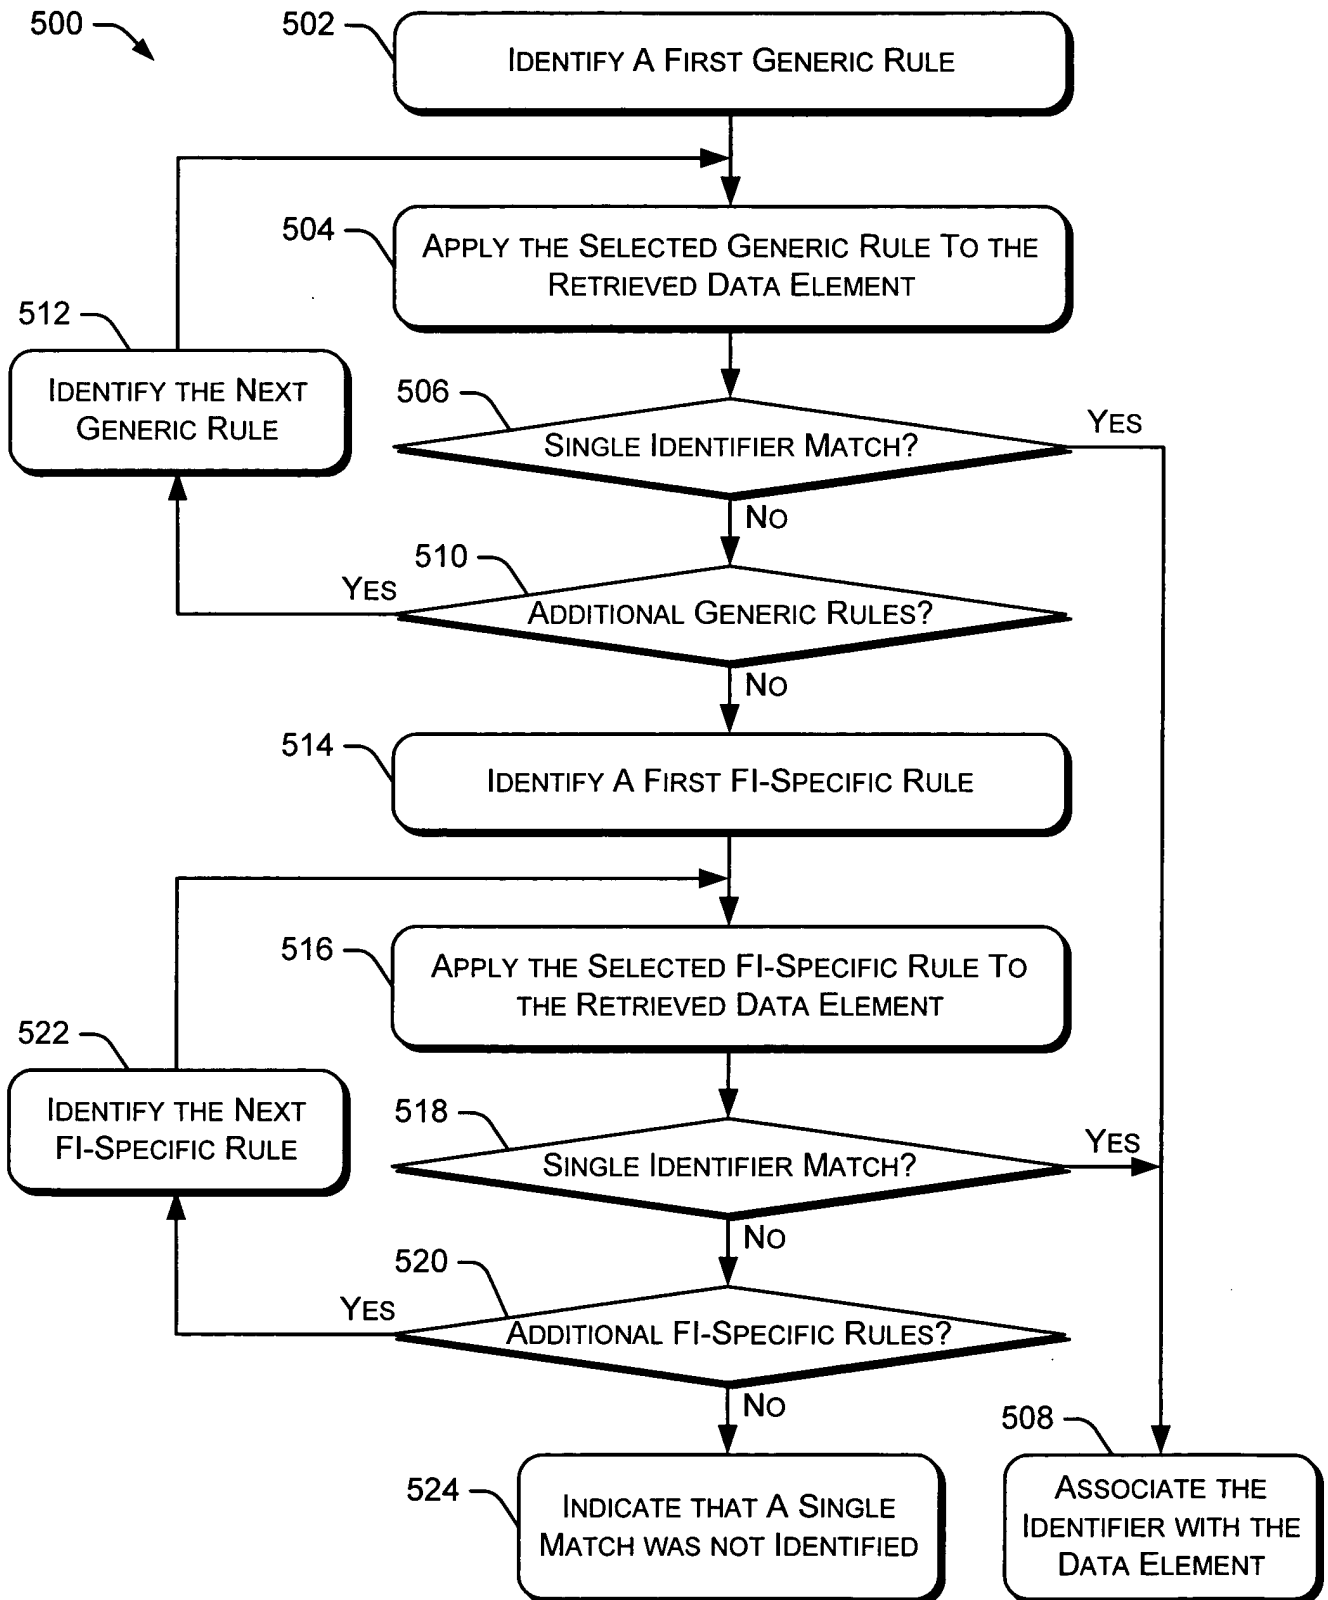 500
502
IDENTIFY A FIRST GENERIC RULE
504
APPLY THE SELECTED GENERIC RULE TO THE
RETRIEVED DATA ELEMENT
512
IDENTIFY THE NEXT
GENERIC RULE
506
SINGLE IDENTIFIER MATCH?
YES
NO
510
YES
ADDITIONAL GENERIC RULES?
NO
514
IDENTIFY A FIRST FI-SPECIFIC RULE
516
APPLY THE SELECTED FI-SPECIFIC RULE TO
THE RETRIEVED DATA ELEMENT
522
IDENTIFY THE NEXT
FI-SPECIFIC RULE
518
SINGLE IDENTIFIER MATCH?
YES
NO
520
YES
ADDITIONAL FI-SPECIFIC RULES?
NO
524
INDICATE THAT A SINGLE
MATCH WAS NOT IDENTIFIED
508
ASSOCIATE THE
IDENTIFIER WITH THE
DATA ELEMENT